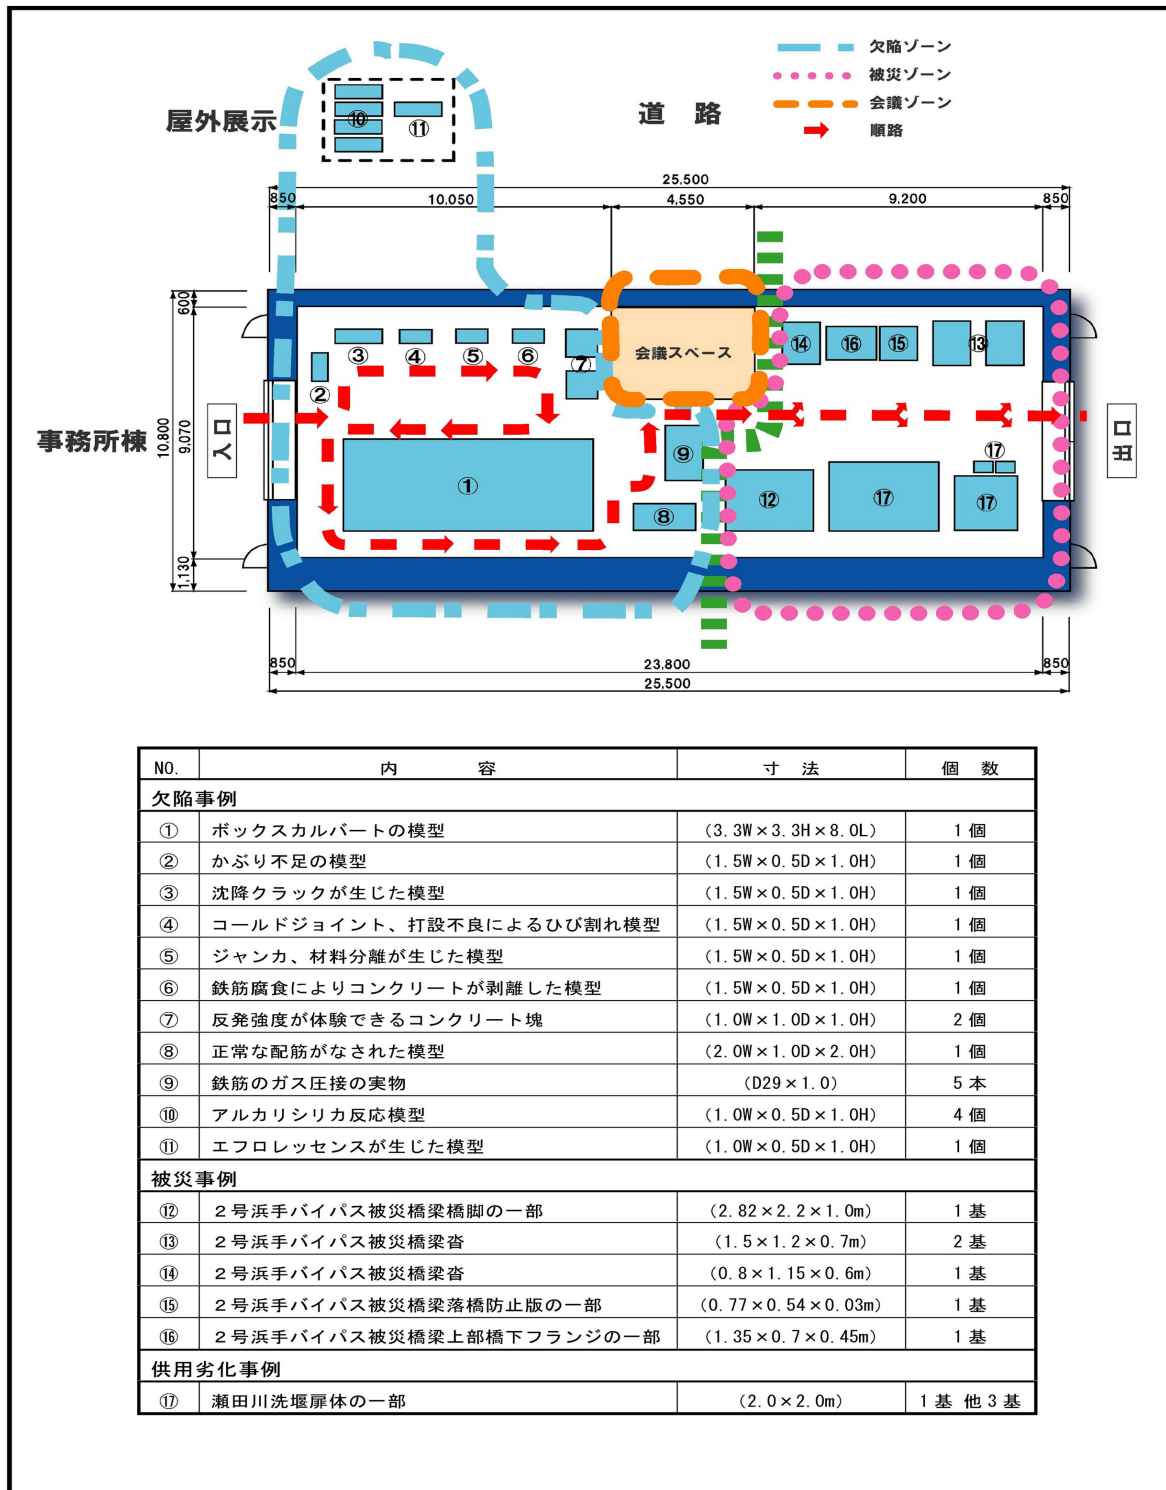 欠陥ゾーン
被災ゾーン
会議ゾーン
順路
道 路
屋外展示
⑩
⑪
25,500
850
10,050
4,550
9,200
850
600
10,800
9,070
1,130
事務所棟
入口
出口
会議スペース
②
③
④
⑤
⑥
⑦
⑭
⑯
⑮
⑬
①
⑨
⑧
⑫
⑰
⑰
⑰
850
23,800
850
25,500
NO. 内 容 寸 法 個 数
欠陥事例
① ボックスカルバートの模型 (3.3W×3.3H×8.0L) 1個
② かぶり不足の模型 (1.5W×0.5D×1.0H) 1個
③ 沈降クラックが生じた模型 (1.5W×0.5D×1.0H) 1個
④ コールドジョイント、打設不良によるひび割れ模型 (1.5W×0.5D×1.0H) 1個
⑤ ジャンカ、材料分離が生じた模型 (1.5W×0.5D×1.0H) 1個
⑥ 鉄筋腐食によりコンクリートが剥離した模型 (1.5W×0.5D×1.0H) 1個
⑦ 反発強度が体験できるコンクリート塊 (1.0W×1.0D×1.0H) 2個
⑧ 正常な配筋がなされた模型 (2.0W×1.0D×2.0H) 1個
⑨ 鉄筋のガス圧接の実物 (D29×1.0) 5本
⑩ アルカリシリカ反応模型 (1.0W×0.5D×1.0H) 4個
⑪ エフロレッセンスが生じた模型 (1.0W×0.5D×1.0H) 1個
被災事例
⑫ 2号浜手バイパス被災橋梁橋脚の一部 (2.82×2.2×1.0m) 1基
⑬ 2号浜手バイパス被災橋梁沓 (1.5×1.2×0.7m) 2基
⑭ 2号浜手バイパス被災橋梁沓 (0.8×1.15×0.6m) 1基
⑮ 2号浜手バイパス被災橋梁落橋防止版の一部 (0.77×0.54×0.03m) 1基
⑯ 2号浜手バイパス被災橋梁上部橋下フランジの一部 (1.35×0.7×0.45m) 1基
供用劣化事例
⑰ 瀬田川洗堰扉体の一部 (2.0×2.0m) 1基 他3基